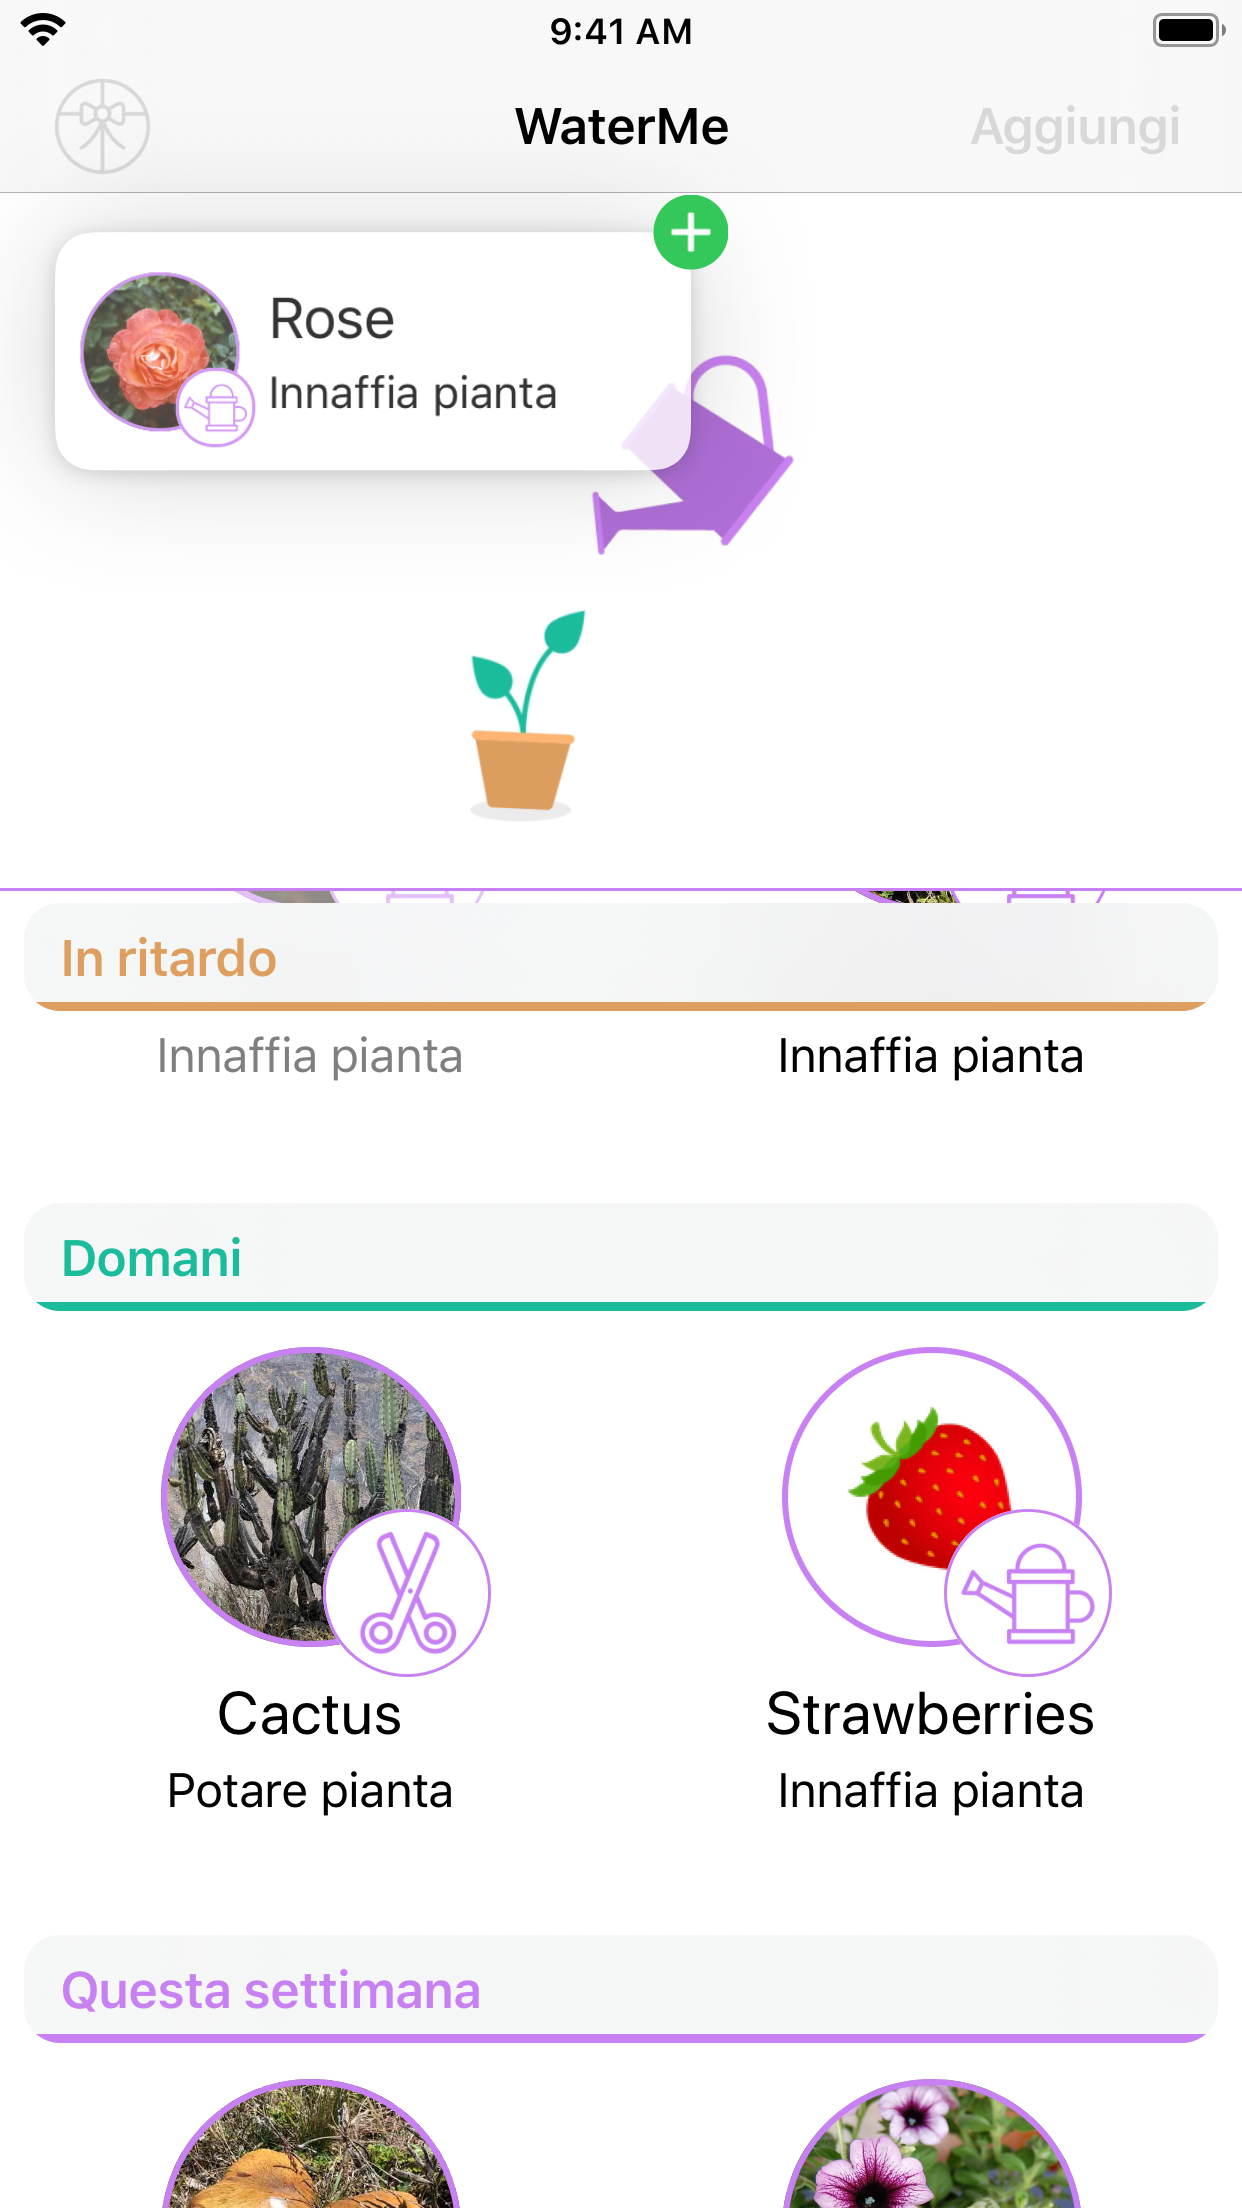 9:41 AM
WaterMe
Aggiungi
Rose
Innaffia pianta
In ritardo
Innaffia pianta
Innaffia pianta
Domani
Cactus
Strawberries
Potare pianta
Innaffia pianta
Questa settimana